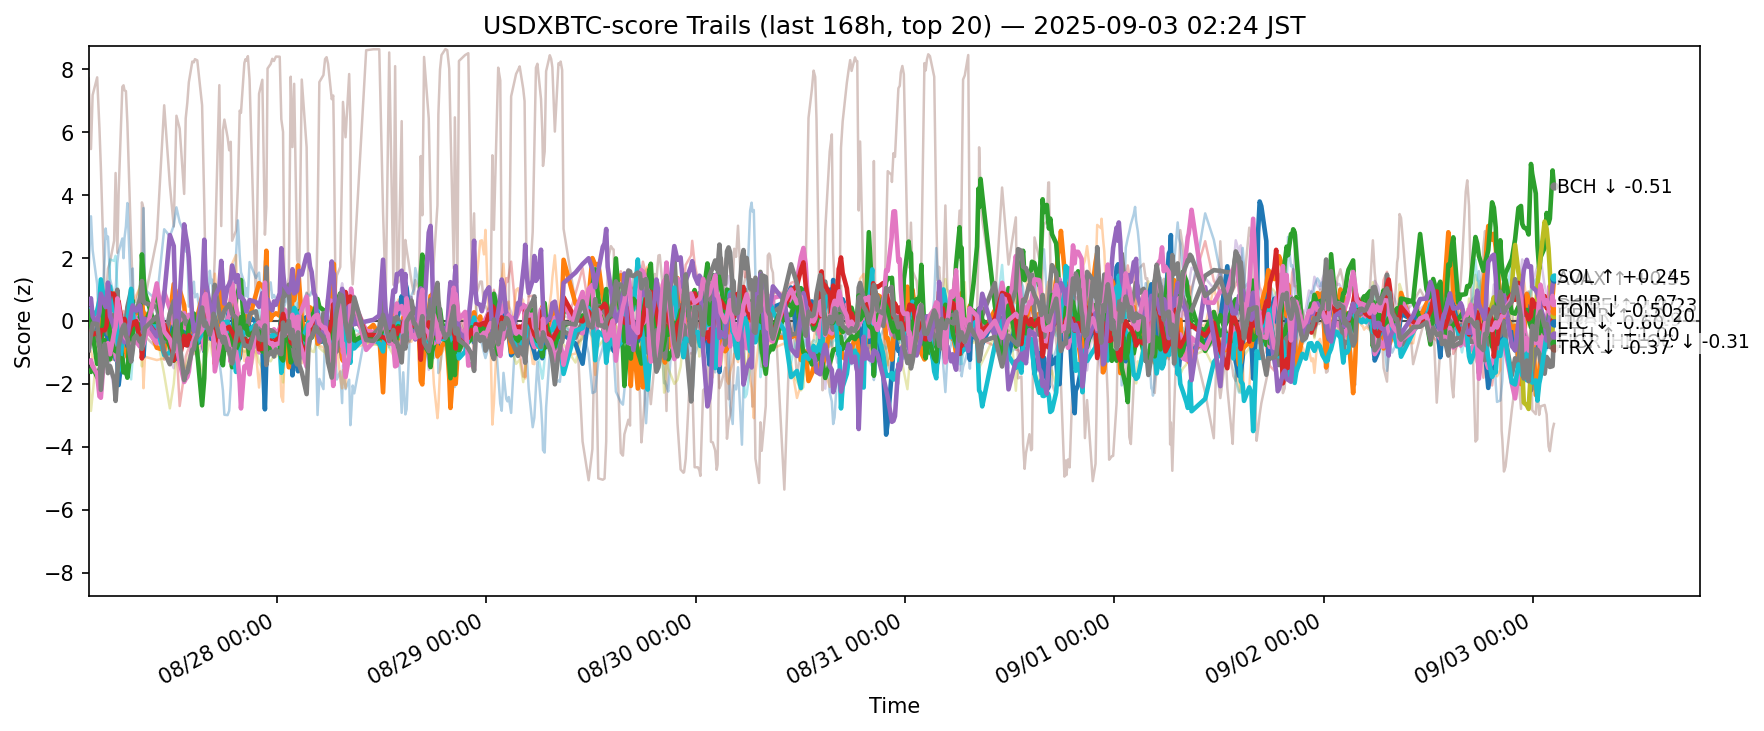 USDXBTC-score Trails (last 168h, top 20) — 2025-09-03 02:24 JST
Score (z)
8
6
4
2
0
−2
−4
−6
−8
BCH ↓ -0.51
SOL ↑ +0.24
TON ↓ -0.50
LTC ↓ -0.60
TRX ↓ -0.37
↓ -0.31
08/28 00:00
08/29 00:00
08/30 00:00
08/31 00:00
09/01 00:00
09/02 00:00
09/03 00:00
Time